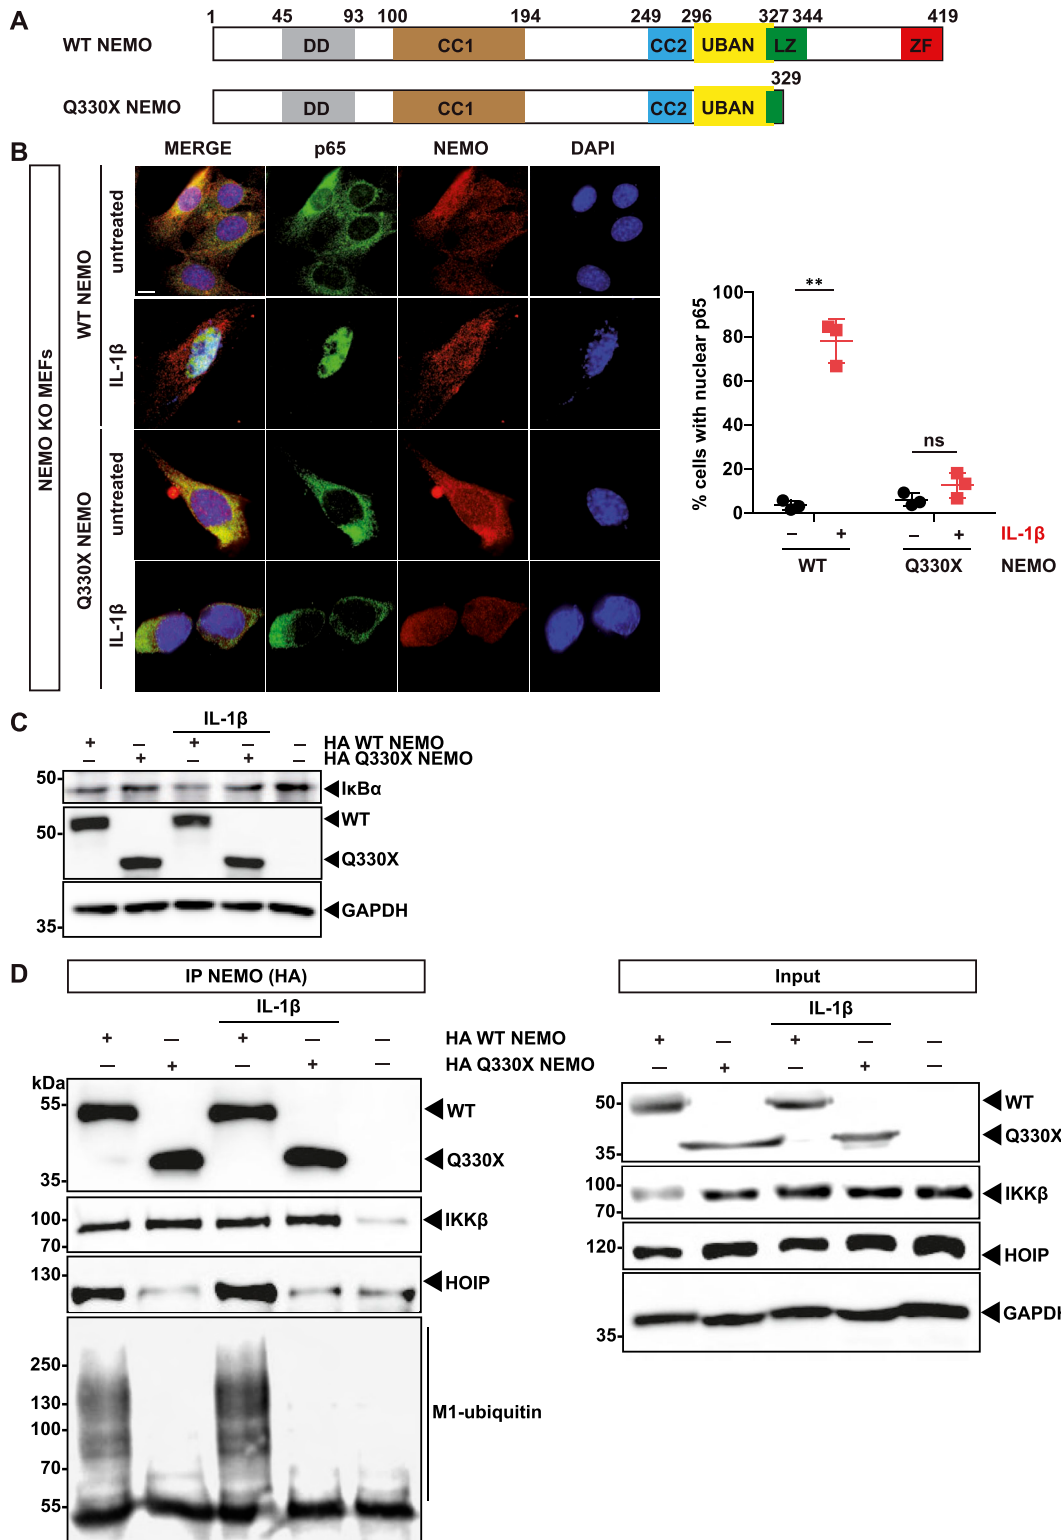 A
1 45 93 100 194 249 296 327 344 419
WT NEMO DD CC1 CC2 UBAN LZ ZF
329
Q330X NEMO DD CC1 CC2 UBAN
B
MERGE p65 NEMO DAPI
NEMO KO MEFs
WT NEMO
untreated
IL-1β
Q330X NEMO
untreated
IL-1β
% cells with nuclear p65
100
80
60
40
20
0
**
ns
– + – + IL-1β
WT Q330X NEMO
C
IL-1β
+ – + – – HA WT NEMO
– + – + – HA Q330X NEMO
50- IκBα
WT
50-
Q330X
GAPDH
35-
D
IP NEMO (HA)
IL-1β
+ – + – – HA WT NEMO
– + – + – HA Q330X NEMO
kDa
55- WT
Q330X
35-
100- IKKβ
70-
130- HOIP
250-
130-
M1-ubiquitin
100-
70-
55-
Input
IL-1β
+ – + – –
– + – + –
50- WT
Q330X
35-
100- IKKβ
70-
120- HOIP
GAPDH
35-